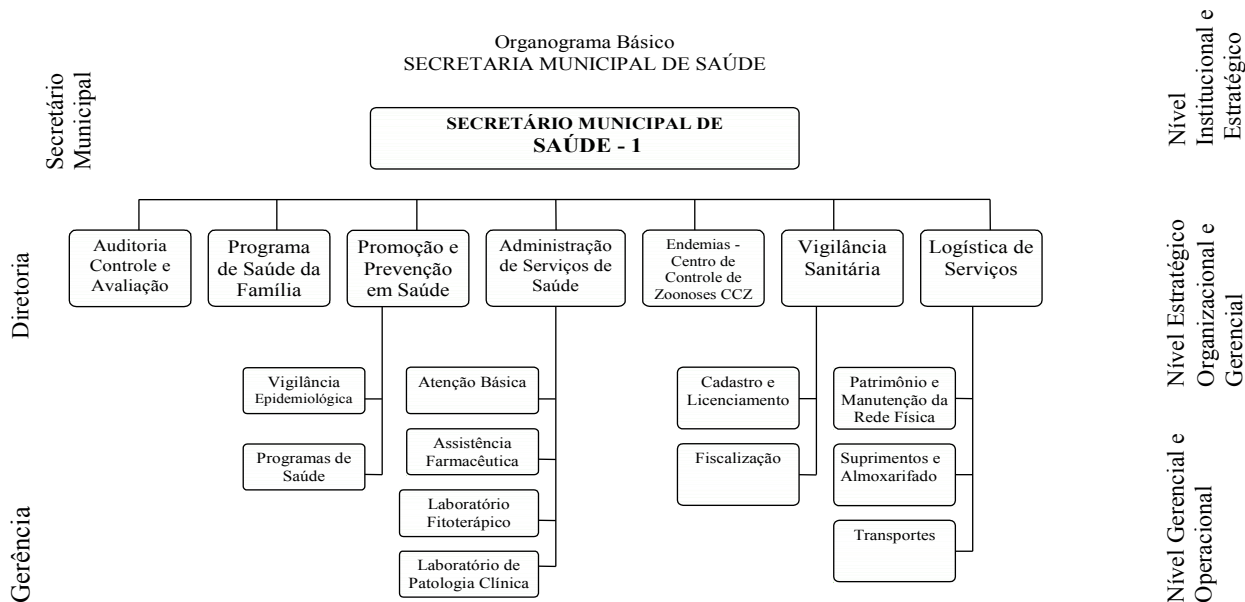 Organograma Básico
SECRETARIA MUNICIPAL DE SAÚDE
Secretário
Municipal
SECRETÁRIO MUNICIPAL DE
SAÚDE - 1
Nível
Institucional e
Estratégico
Diretoria
Auditoria
Controle e
Avaliação
Programa
de Saúde da
Família
Promoção e
Prevenção
em Saúde
Administração
de Serviços de
Saúde
Endemias -
Centro de
Controle de
Zoonoses CCZ
Vigilância
Sanitária
Logística de
Serviços
Nível Estratégico
Organizacional e
Gerencial
Gerência
Vigilância
Epidemiológica
Programas de
Saúde
Atenção Básica
Assistência
Farmacêutica
Laboratório
Fitoterápico
Laboratório de
Patologia Clínica
Cadastro e
Licenciamento
Fiscalização
Patrimônio e
Manutenção da
Rede Física
Suprimentos e
Almoxarifado
Transportes
Nível Gerencial e
Operacional